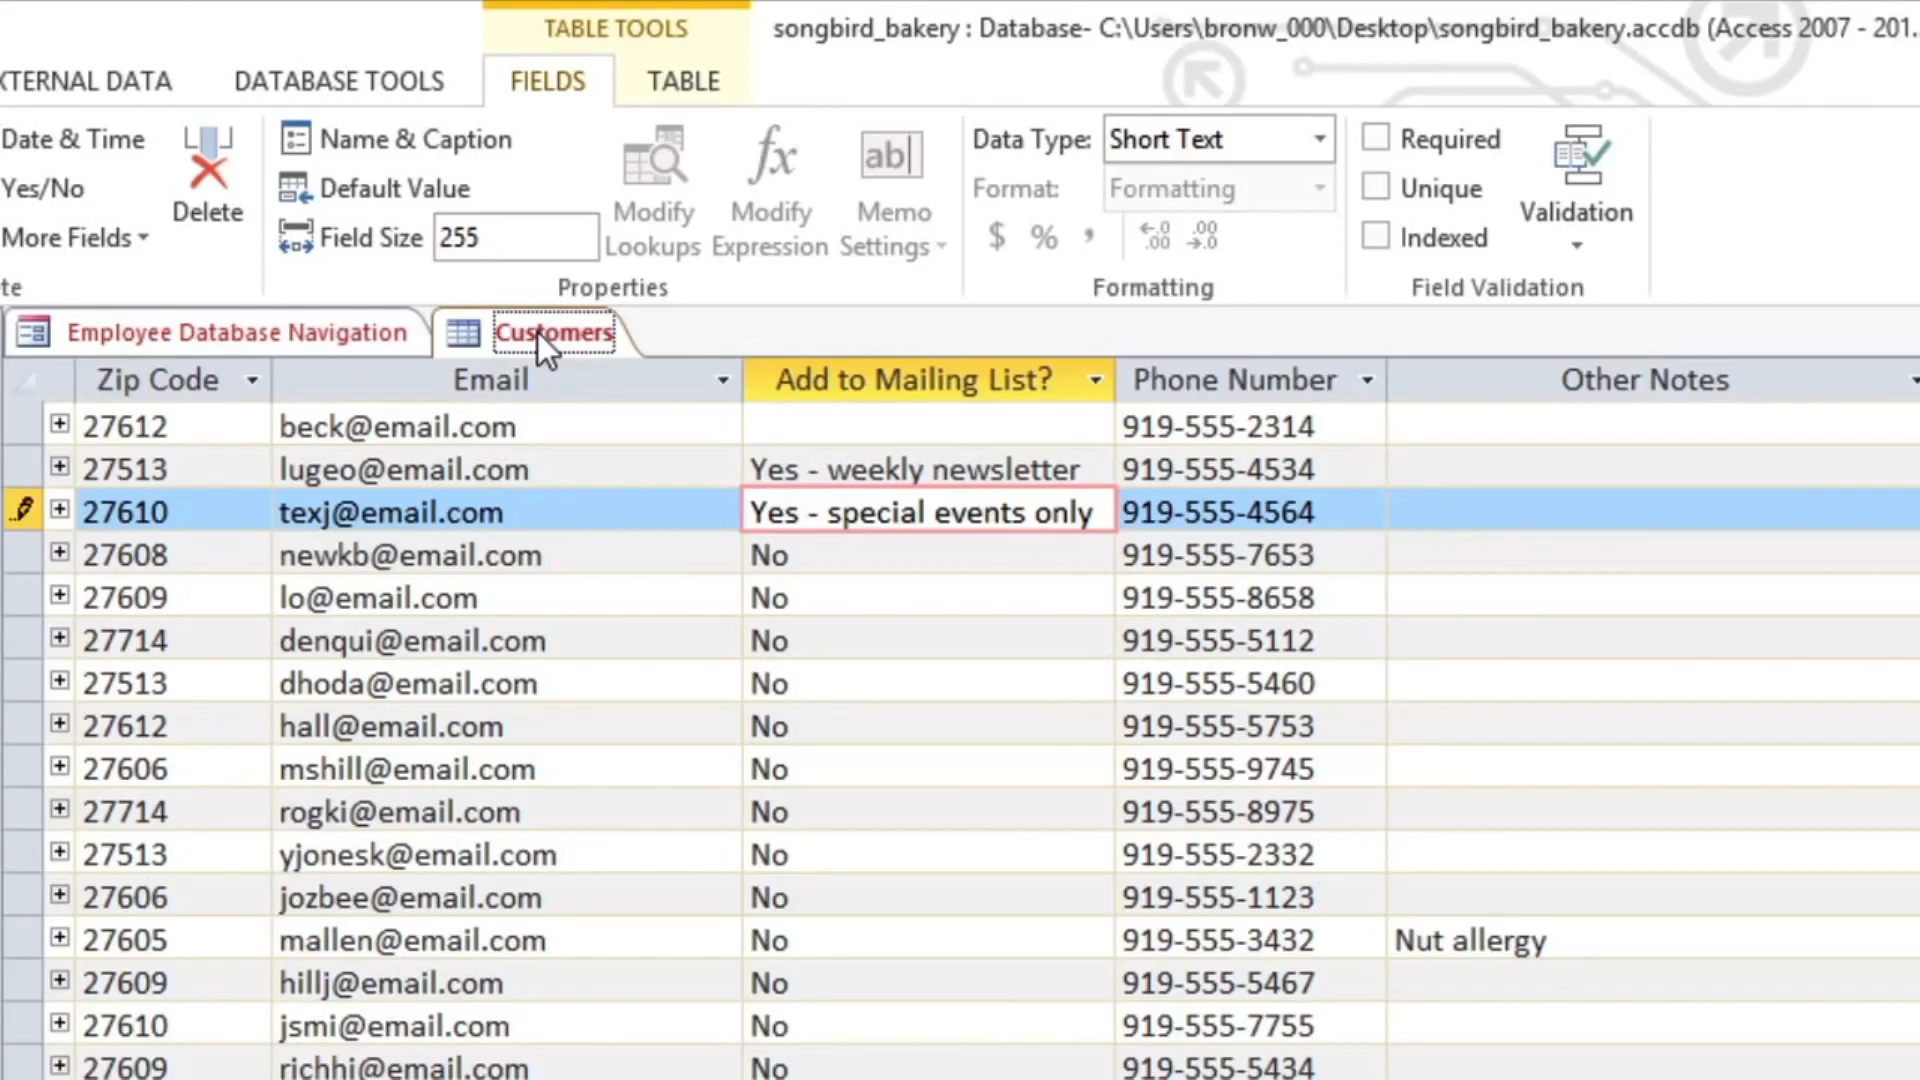 TABLE TOOLS
songbird_bakery : Database- C:\Users\bronw_000\Desktop\songbird_bakery.accdb (Access 2007 - 201...
XTERNAL DATA DATABASE TOOLS FIELDS TABLE
Date & Time
Yes/No
More Fields
Delete
Name & Caption
Default Value
Field Size 255
Modify Lookups
fx
Modify Expression
ab|
Memo Settings
Properties
Data Type: Short Text
Format: Formatting
$ % , .00 .00
Formatting
Required
Unique
Indexed
Validation
Field Validation
Employee Database Navigation Customers
Zip Code Email Add to Mailing List? Phone Number Other Notes
27612 beck@email.com 919-555-2314
27513 lugeo@email.com Yes - weekly newsletter 919-555-4534
27610 texj@email.com Yes - special events only 919-555-4564
27608 newkb@email.com No 919-555-7653
27609 lo@email.com No 919-555-8658
27714 denqui@email.com No 919-555-5112
27513 dhoda@email.com No 919-555-5460
27612 hall@email.com No 919-555-5753
27606 mshill@email.com No 919-555-9745
27714 rogki@email.com No 919-555-8975
27513 yjonesk@email.com No 919-555-2332
27606 jozbee@email.com No 919-555-1123
27605 mallen@email.com No 919-555-3432 Nut allergy
27609 hillj@email.com No 919-555-5467
27610 jsmi@email.com No 919-555-7755
27609 richhi@email.com No 919-555-5434